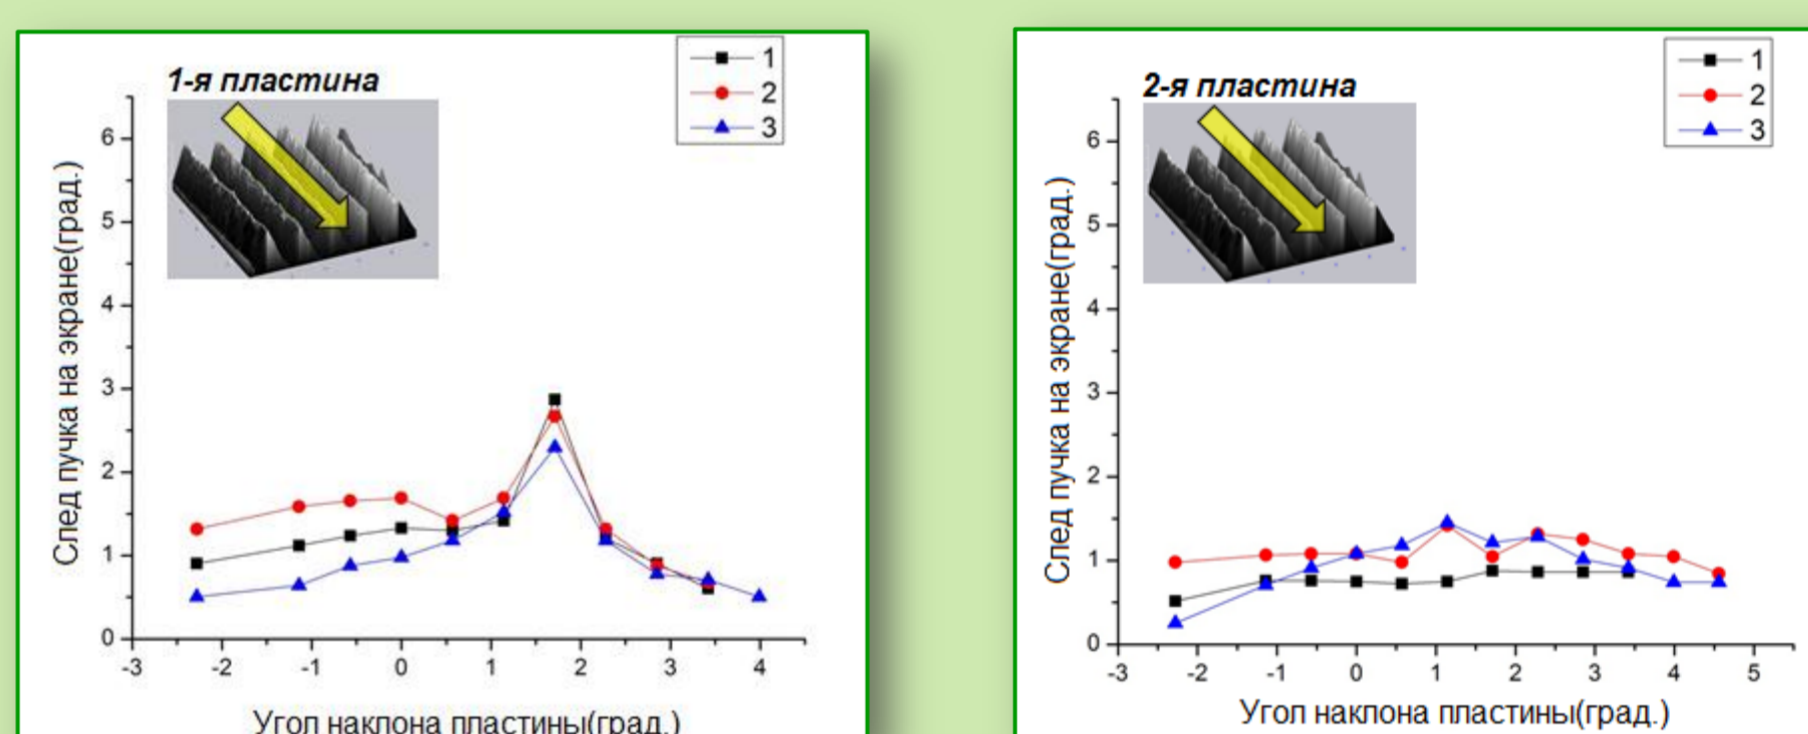 1-я пластина
1
2
3
След пучка на экране(град.)
6
5
4
3
2
1
0
-3 -2 -1 0 1 2 3 4
Угол наклона пластины(град.)
2-я пластина
1
2
3
След пучка на экране(град.)
6
5
4
3
2
1
0
-3 -2 -1 0 1 2 3 4 5
Угол наклона пластины(град.)